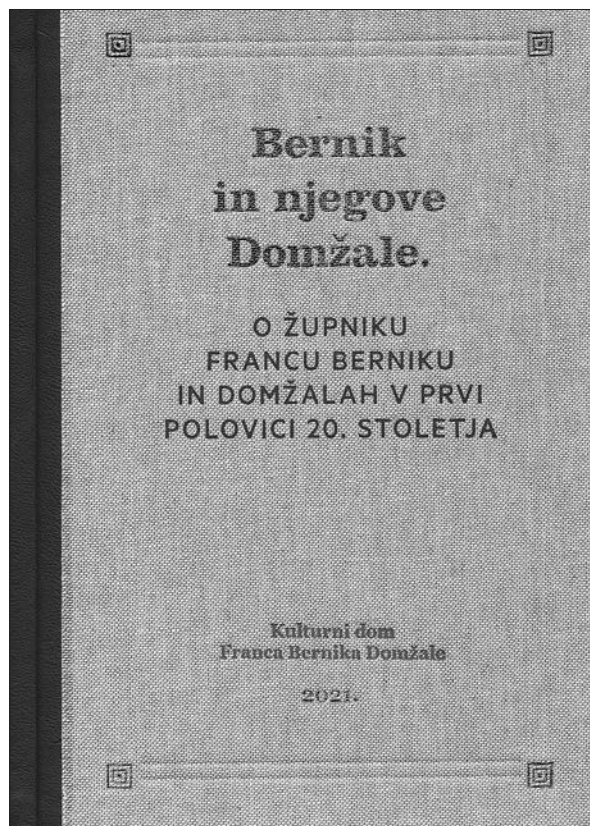 Bernik
in njegove
Domžale.
O ŽUPNIKU
FRANCU BERNIKU
IN DOMŽALAH V PRVI
POLOVICI 20. STOLETJA
Kulturni dom
Franca Bernika Domžale
2021.